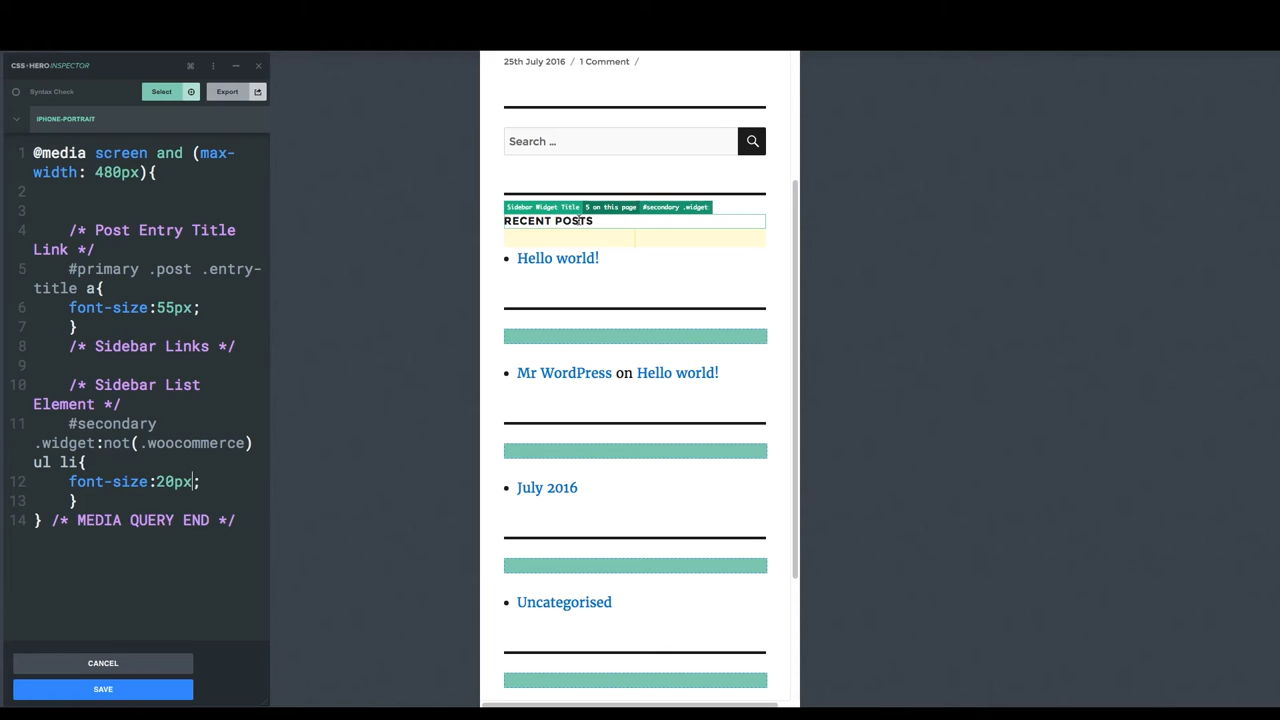 CSS HERO INSPECTOR
Syntax Check
Select
Export
iPHONE-PORTRAIT
1 @media screen and (max-
width: 480px){
2
3
4 /* Post Entry Title
Link */
5 #primary .post .entry-
title a{
6 font-size:55px;
7 }
8 /* Sidebar Links */
9
10 /* Sidebar List
Element */
11 #secondary
.widget:not(.woocommerce)
ul li{
12 font-size:20px;
13 }
14 } /* MEDIA QUERY END */
CANCEL
SAVE
25th July 2016 / 1 Comment /
Search ...
Sidebar Widget Title 5 on this page #secondary .widget
RECENT POSTS
• Hello world!
• Mr WordPress on Hello world!
• July 2016
• Uncategorised